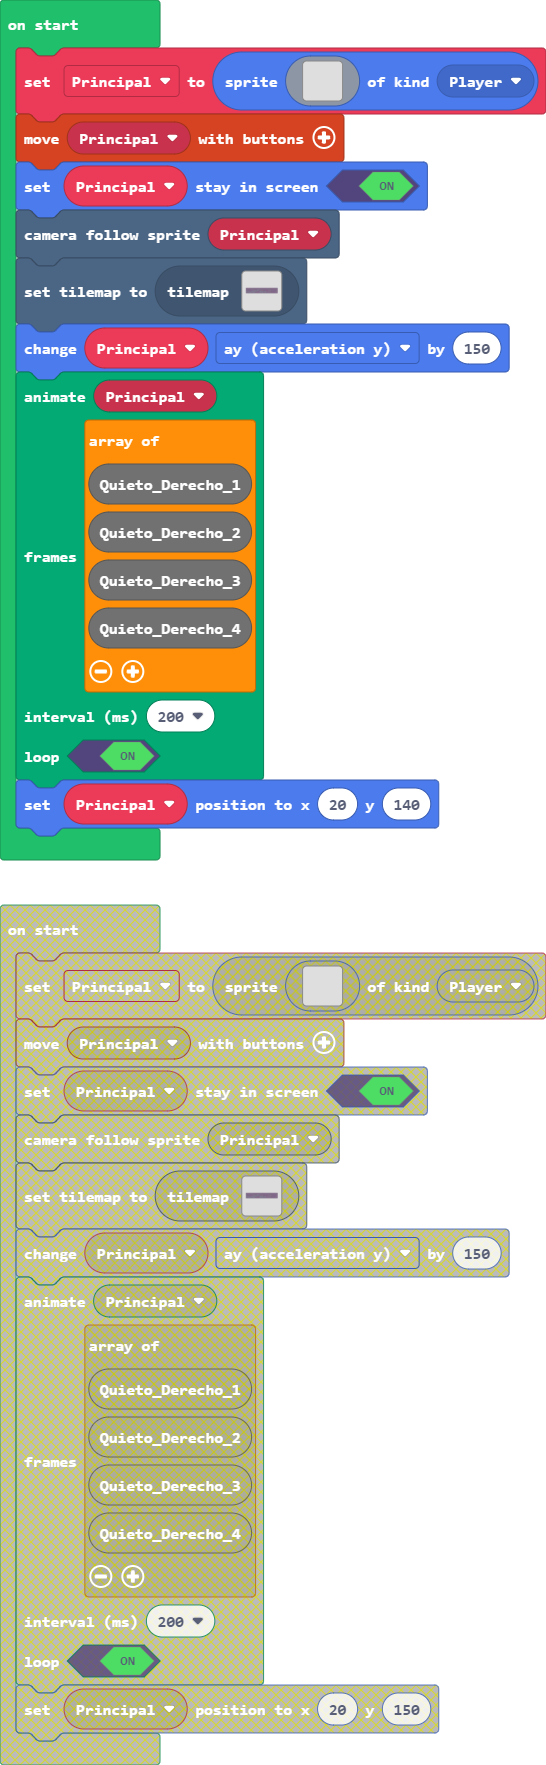 on start
set Principal to sprite of kind Player
move Principal with buttons
set Principal stay in screen ON
camera follow sprite Principal
set tilemap to tilemap
change Principal ay (acceleration y) by 150
animate Principal
array of
Quieto_Derecho_1
Quieto_Derecho_2
frames
Quieto_Derecho_3
Quieto_Derecho_4
interval (ms) 200
loop ON
set Principal position to x 20 y 140
on start
set Principal to sprite of kind Player
move Principal with buttons
set Principal stay in screen ON
camera follow sprite Principal
set tilemap to tilemap
change Principal ay (acceleration y) by 150
animate Principal
array of
Quieto_Derecho_1
Quieto_Derecho_2
frames
Quieto_Derecho_3
Quieto_Derecho_4
interval (ms) 200
loop ON
set Principal position to x 20 y 150